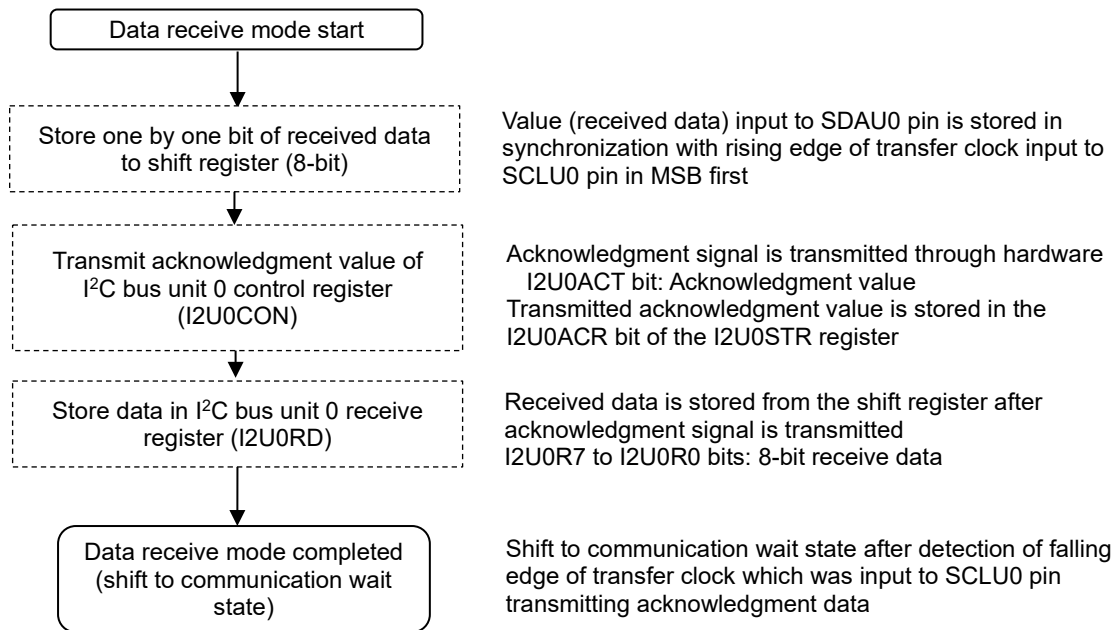 Data receive mode start
Store one by one bit of received data
to shift register (8-bit)
Value (received data) input to SDAU0 pin is stored in
synchronization with rising edge of transfer clock input to
SCLU0 pin in MSB first
Transmit acknowledgment value of
I²C bus unit 0 control register
(I2U0CON)
Acknowledgment signal is transmitted through hardware
I2U0ACT bit: Acknowledgment value
Transmitted acknowledgment value is stored in the
I2U0ACR bit of the I2U0STR register
Store data in I²C bus unit 0 receive
register (I2U0RD)
Received data is stored from the shift register after
acknowledgment signal is transmitted
I2U0R7 to I2U0R0 bits: 8-bit receive data
Data receive mode completed
(shift to communication wait
state)
Shift to communication wait state after detection of falling
edge of transfer clock which was input to SCLU0 pin
transmitting acknowledgment data